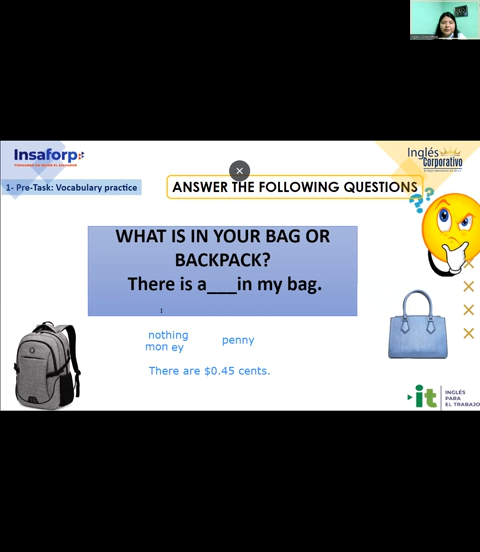 Insaforp
Inglés
Corporativo
1- Pre-Task: Vocabulary practice
ANSWER THE FOLLOWING QUESTIONS
WHAT IS IN YOUR BAG OR
BACKPACK?
There is a___in my bag.
nothing
mon ey
penny
There are $0.45 cents.
it
INGLÉS
PARA
EL TRABAJO